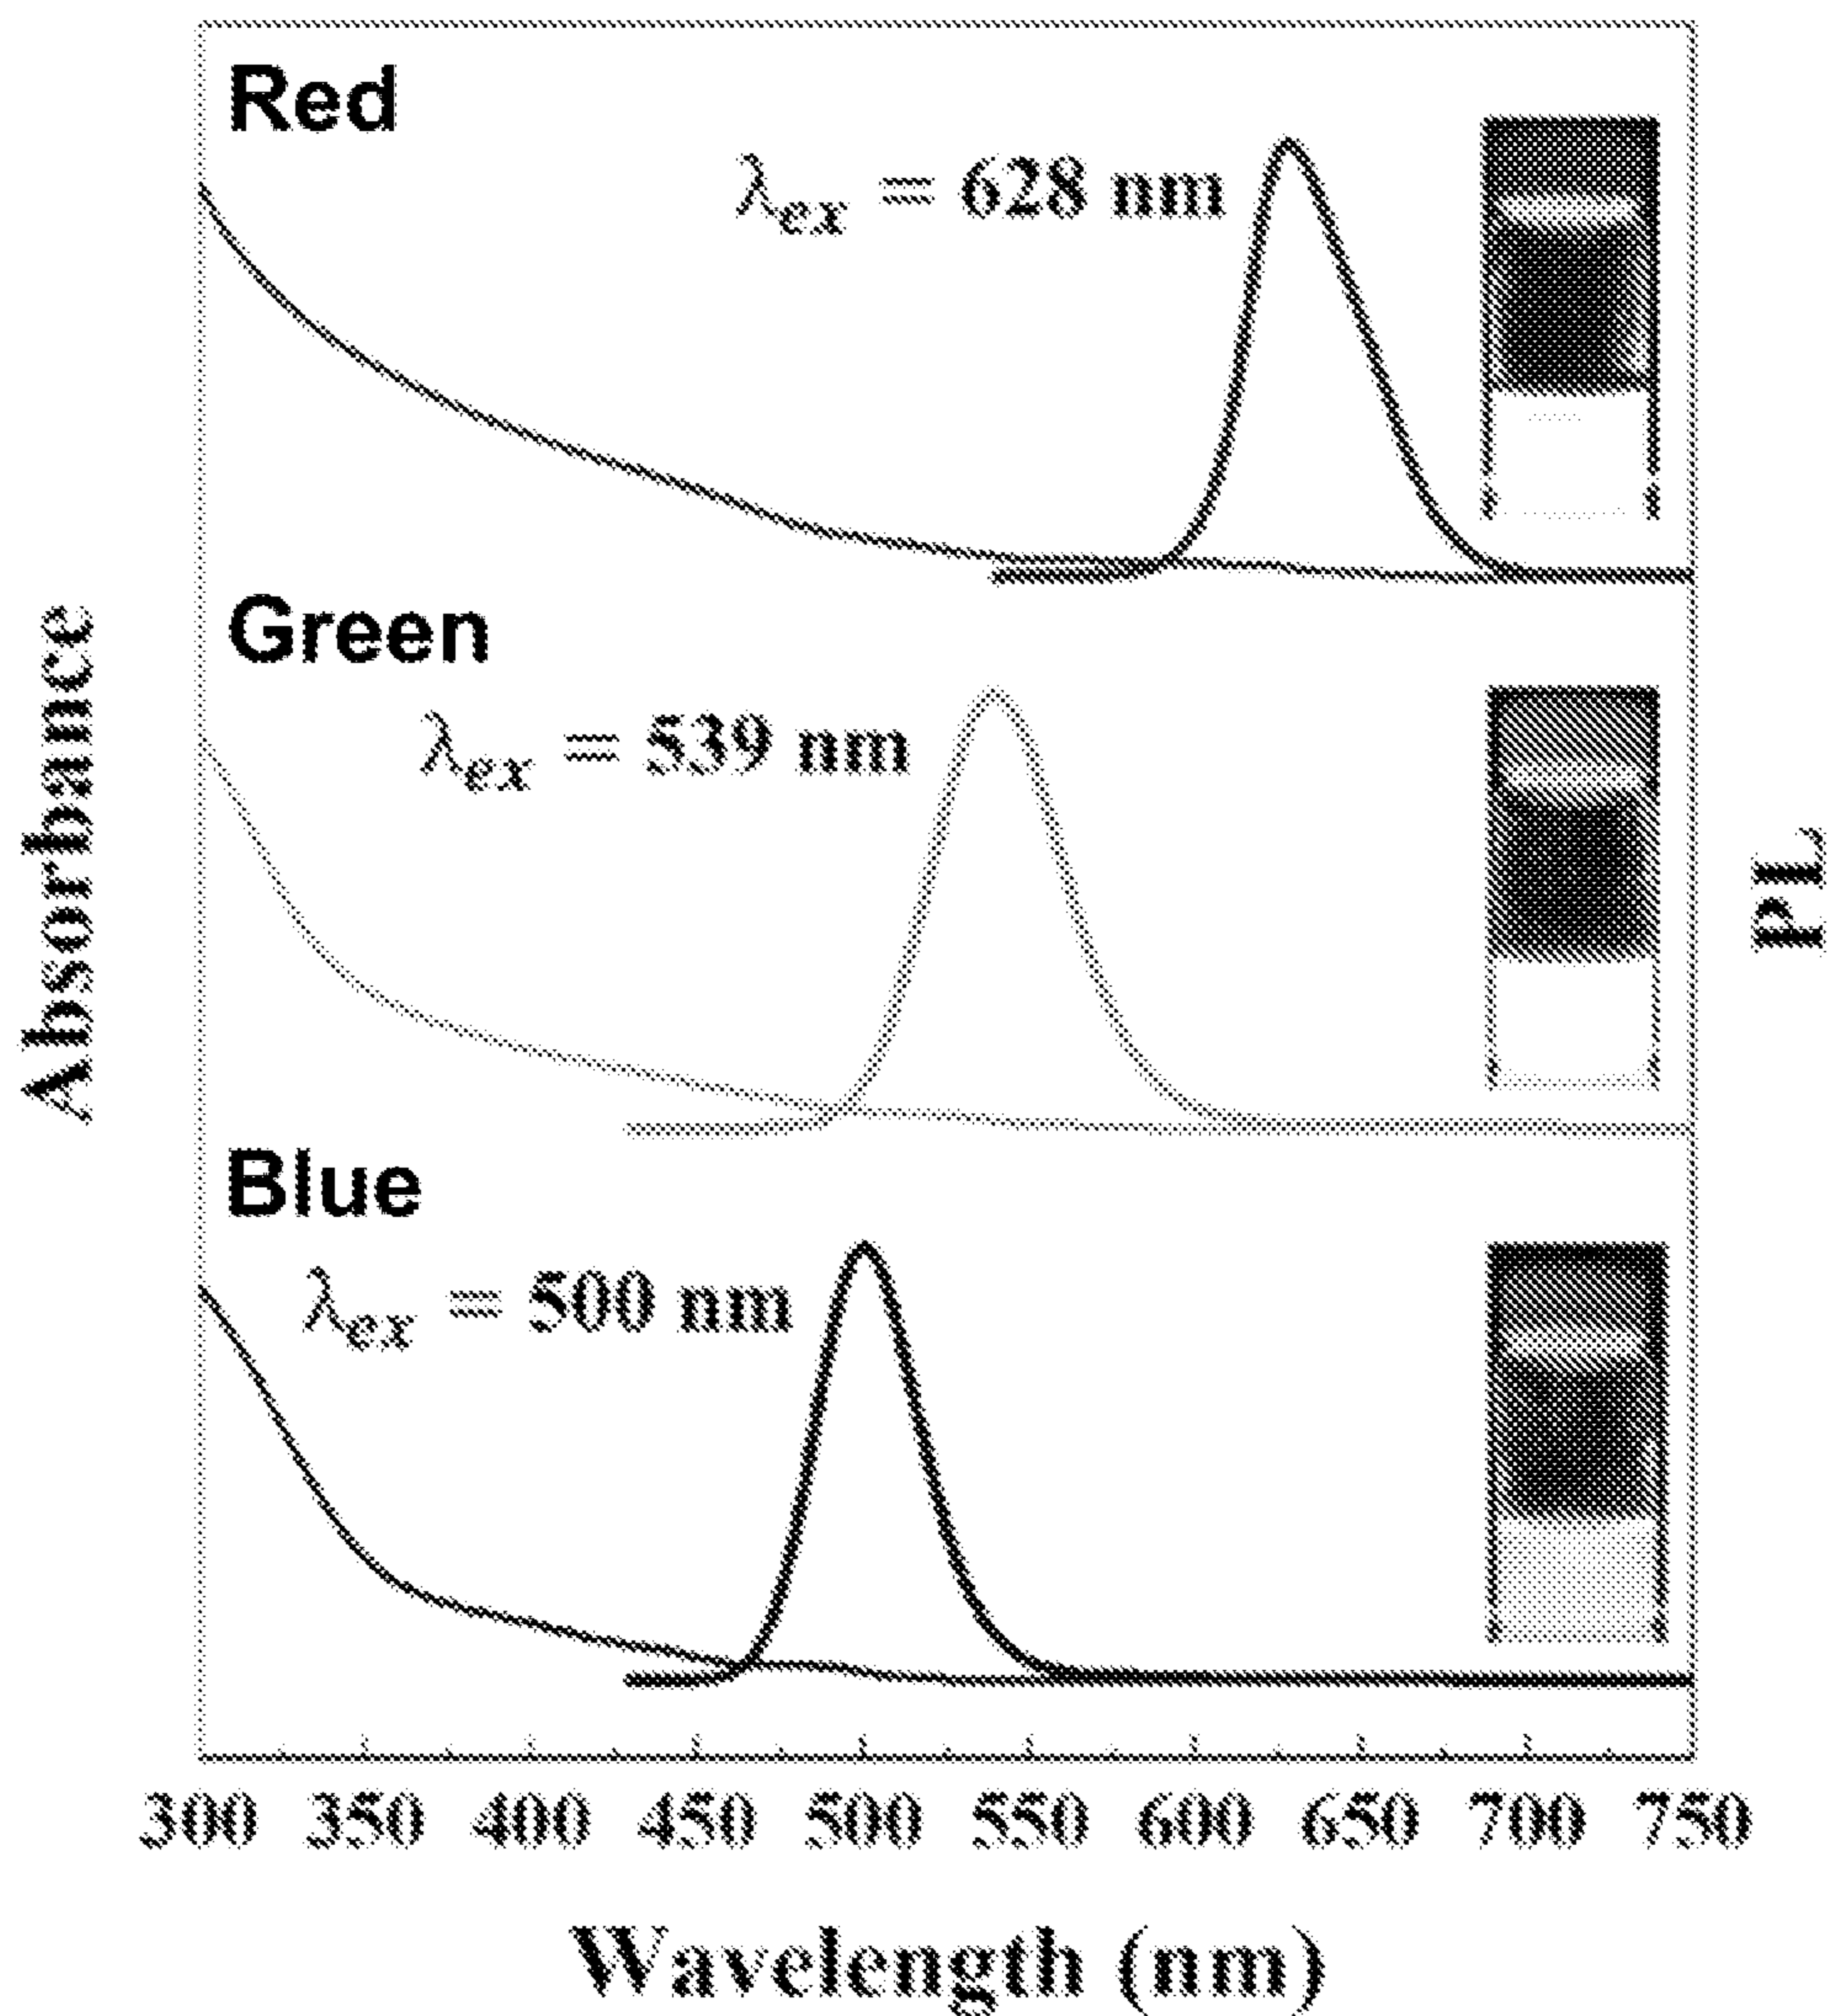 Red
λex = 628 nm
Green
λex = 539 nm
Blue
λex = 500 nm
Absorbance
PL
300 350 400 450 500 550 600 650 700 750
Wavelength (nm)